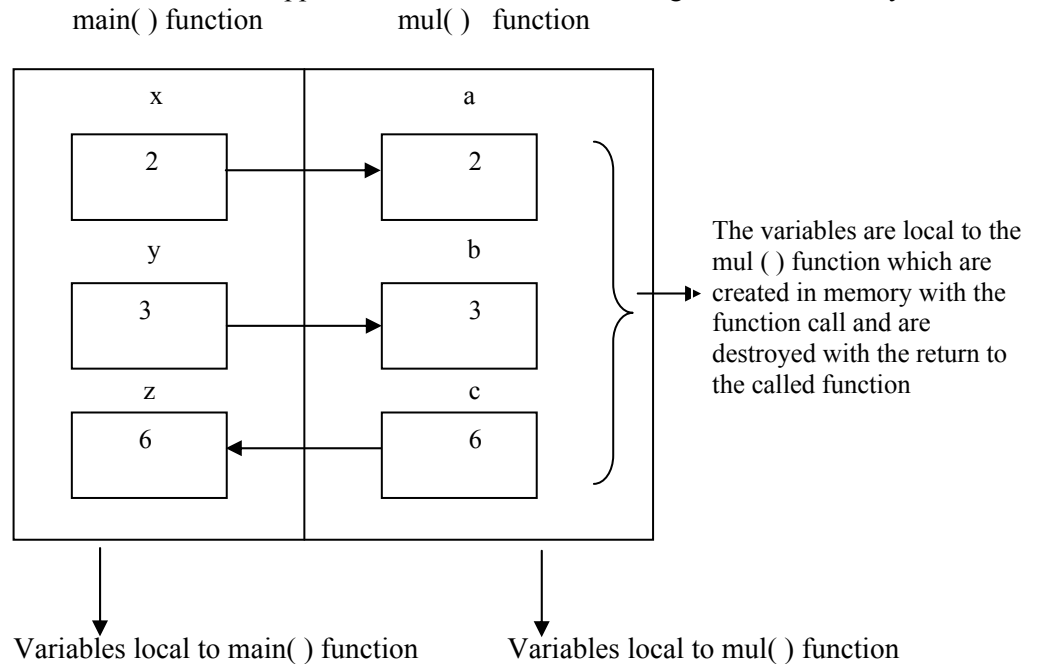 main( ) function mul( ) function
x a
2 2
y b
3 3
z c
6 6
The variables are local to the
mul ( ) function which are
created in memory with the
function call and are
destroyed with the return to
the called function
Variables local to main( ) function Variables local to mul( ) function